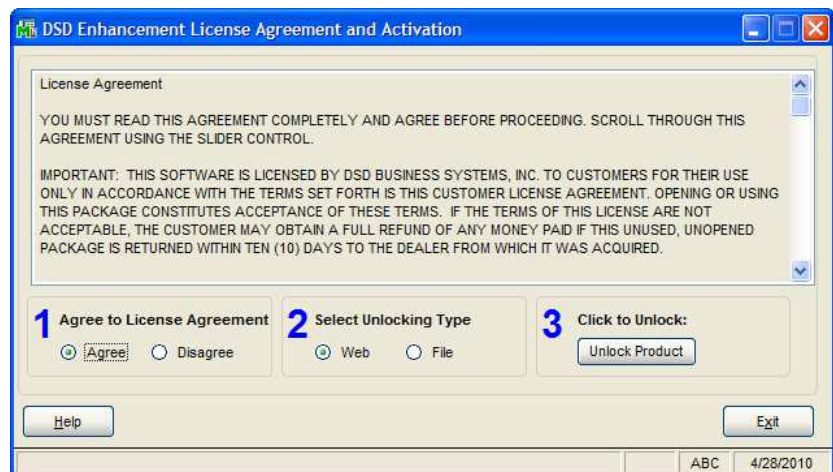 DSD Enhancement License Agreement and Activation
License Agreement
YOU MUST READ THIS AGREEMENT COMPLETELY AND AGREE BEFORE PROCEEDING. SCROLL THROUGH THIS
AGREEMENT USING THE SLIDER CONTROL.
IMPORTANT: THIS SOFTWARE IS LICENSED BY DSD BUSINESS SYSTEMS, INC. TO CUSTOMERS FOR THEIR USE
ONLY IN ACCORDANCE WITH THE TERMS SET FORTH IS THIS CUSTOMER LICENSE AGREEMENT. OPENING OR USING
THIS PACKAGE CONSTITUTES ACCEPTANCE OF THESE TERMS. IF THE TERMS OF THIS LICENSE ARE NOT
ACCEPTABLE, THE CUSTOMER MAY OBTAIN A FULL REFUND OF ANY MONEY PAID IF THIS UNUSED, UNOPENED
PACKAGE IS RETURNED WITHIN TEN (10) DAYS TO THE DEALER FROM WHICH IT WAS ACQUIRED.
1 Agree to License Agreement
Agree Disagree
2 Select Unlocking Type
Web File
3 Click to Unlock:
Unlock Product
Help Exit
ABC 4/28/2010